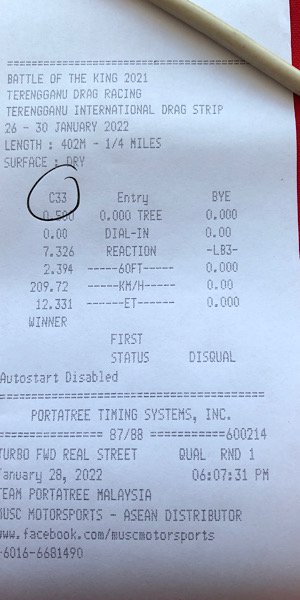 ==============================
BATTLE OF THE KING 2021
TERENGGANU DRAG RACING
TERENGGANU INTERNATIONAL DRAG STRIP
26 - 30 JANUARY 2022
LENGTH : 402M - 1/4 MILES
SURFACE : DRY
C33 Entry BYE
0.500 0.000 TREE 0.000
0.00 DIAL-IN 0.00
7.326 REACTION -LB3-
2.394 -----60FT----- 0.000
209.72 -----KM/H----- 0.00
12.331 ------ET------ 0.000
WINNER
FIRST
STATUS DISQUAL
Autostart Disabled
==============================
PORTATREE TIMING SYSTEMS, INC.
============ 87/88 ===========600214
TURBO FWD REAL STREET QUAL RND 1
January 28, 2022 06:07:31 PM
TEAM PORTATREE MALAYSIA
MUSC MOTORSPORTS - ASEAN DISTRIBUTOR
www.facebook.com/muscmotorsports
-6016-6681490